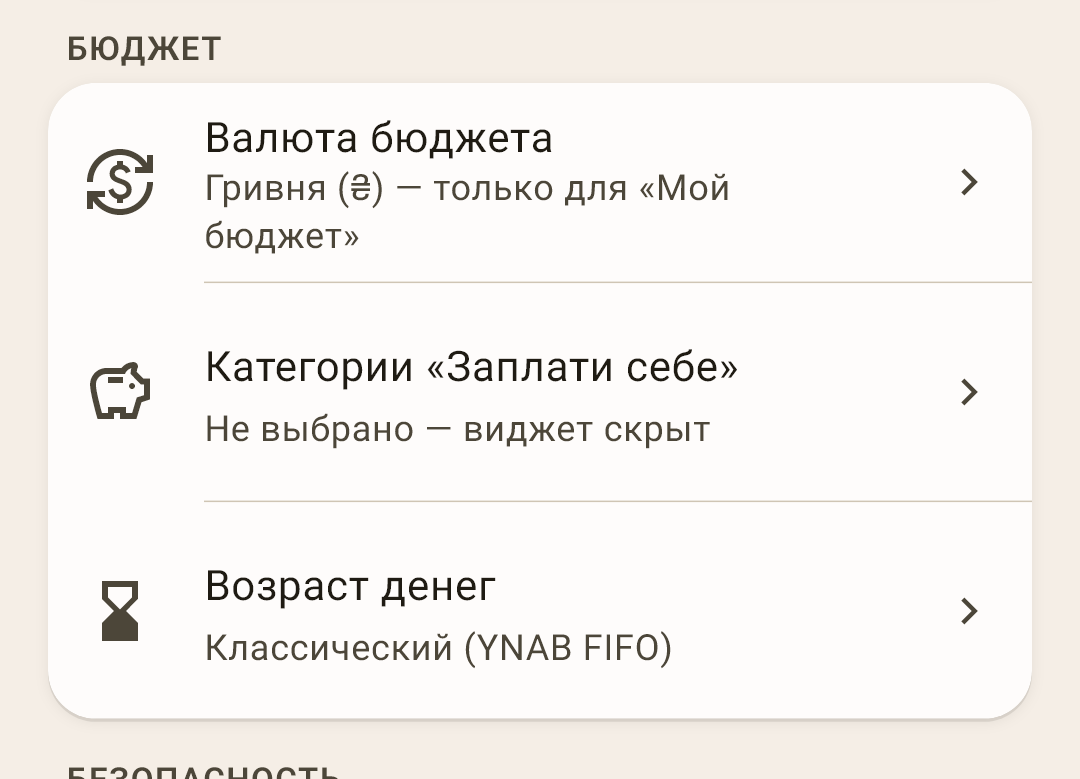 БЮДЖЕТ
Валюта бюджета
Гривня (₴) — только для «Мой
бюджет»
Категории «Заплати себе»
Не выбрано — виджет скрыт
Возраст денег
Классический (YNAB FIFO)
БЕЗОПАСНОСТЬ